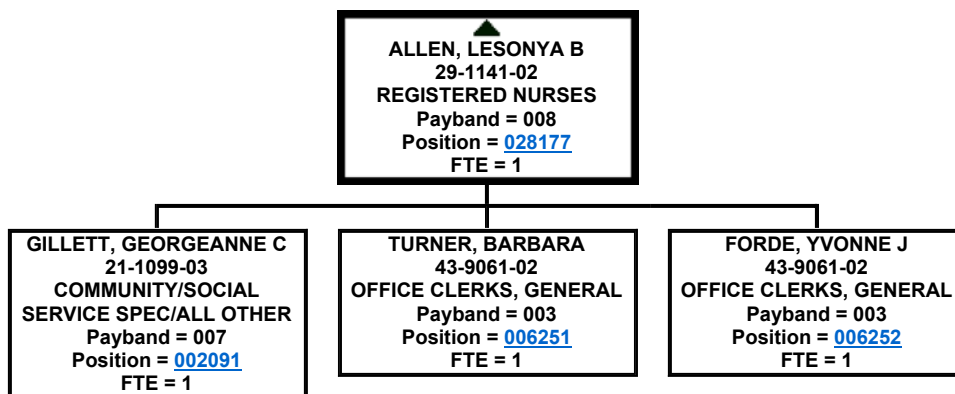 ALLEN, LESONYA B
29-1141-02
REGISTERED NURSES
Payband = 008
Position = 028177
FTE = 1
GILLETT, GEORGEANNE C
21-1099-03
COMMUNITY/SOCIAL
SERVICE SPEC/ALL OTHER
Payband = 007
Position = 002091
FTE = 1
TURNER, BARBARA
43-9061-02
OFFICE CLERKS, GENERAL
Payband = 003
Position = 006251
FTE = 1
FORDE, YVONNE J
43-9061-02
OFFICE CLERKS, GENERAL
Payband = 003
Position = 006252
FTE = 1